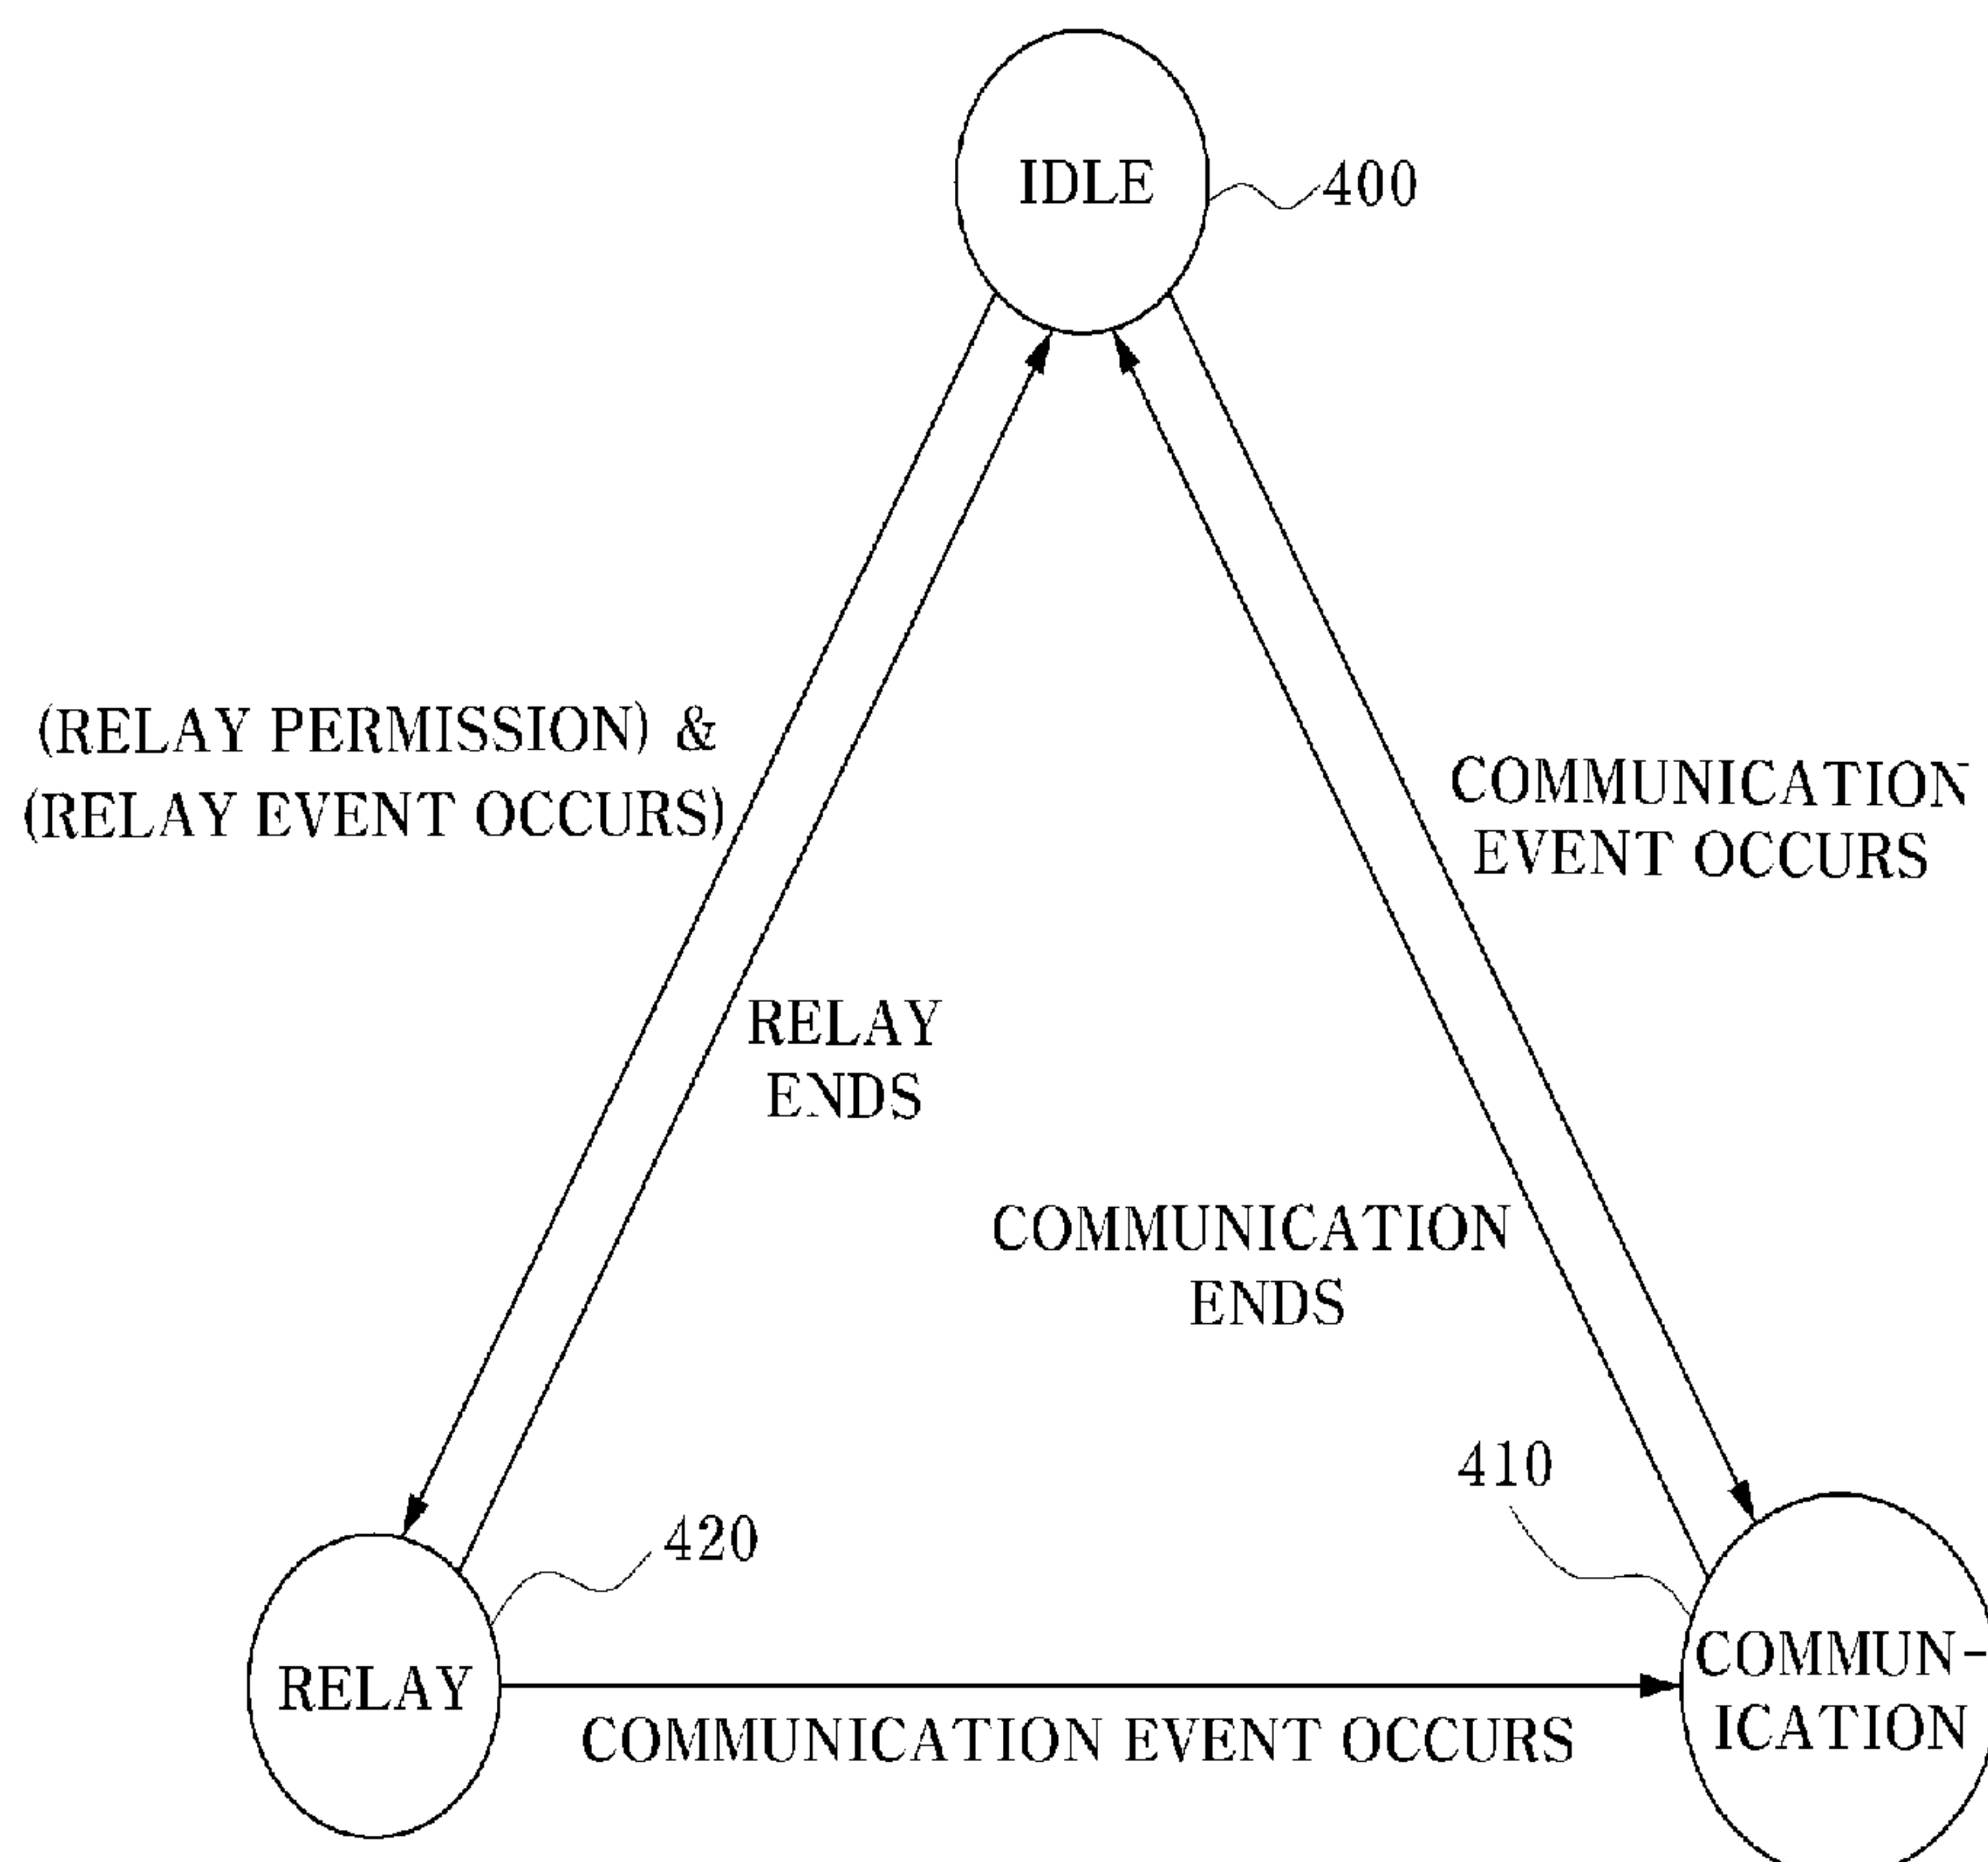 IDLE
400
(RELAY PERMISSION) &
(RELAY EVENT OCCURS)
COMMUNICATION
EVENT OCCURS
RELAY
ENDS
COMMUNICATION
ENDS
410
420
RELAY
COMMUN-
ICATION
COMMUNICATION EVENT OCCURS